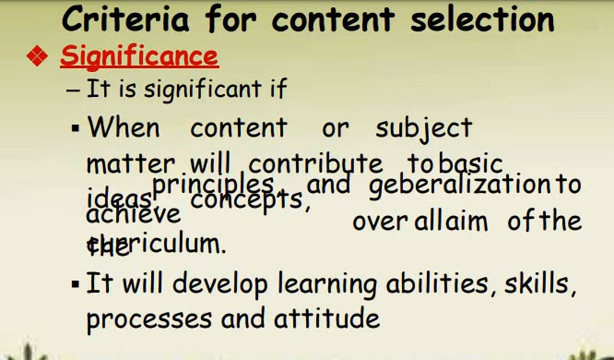 Criteria for content selection
❖ Significance
– It is significant if
▪ When content or subject
matter will contribute to basic
ideas, concepts,
principles, and geberalization to
achieve
the
over all aim of the
curriculum.
▪ It will develop learning abilities, skills,
processes and attitude